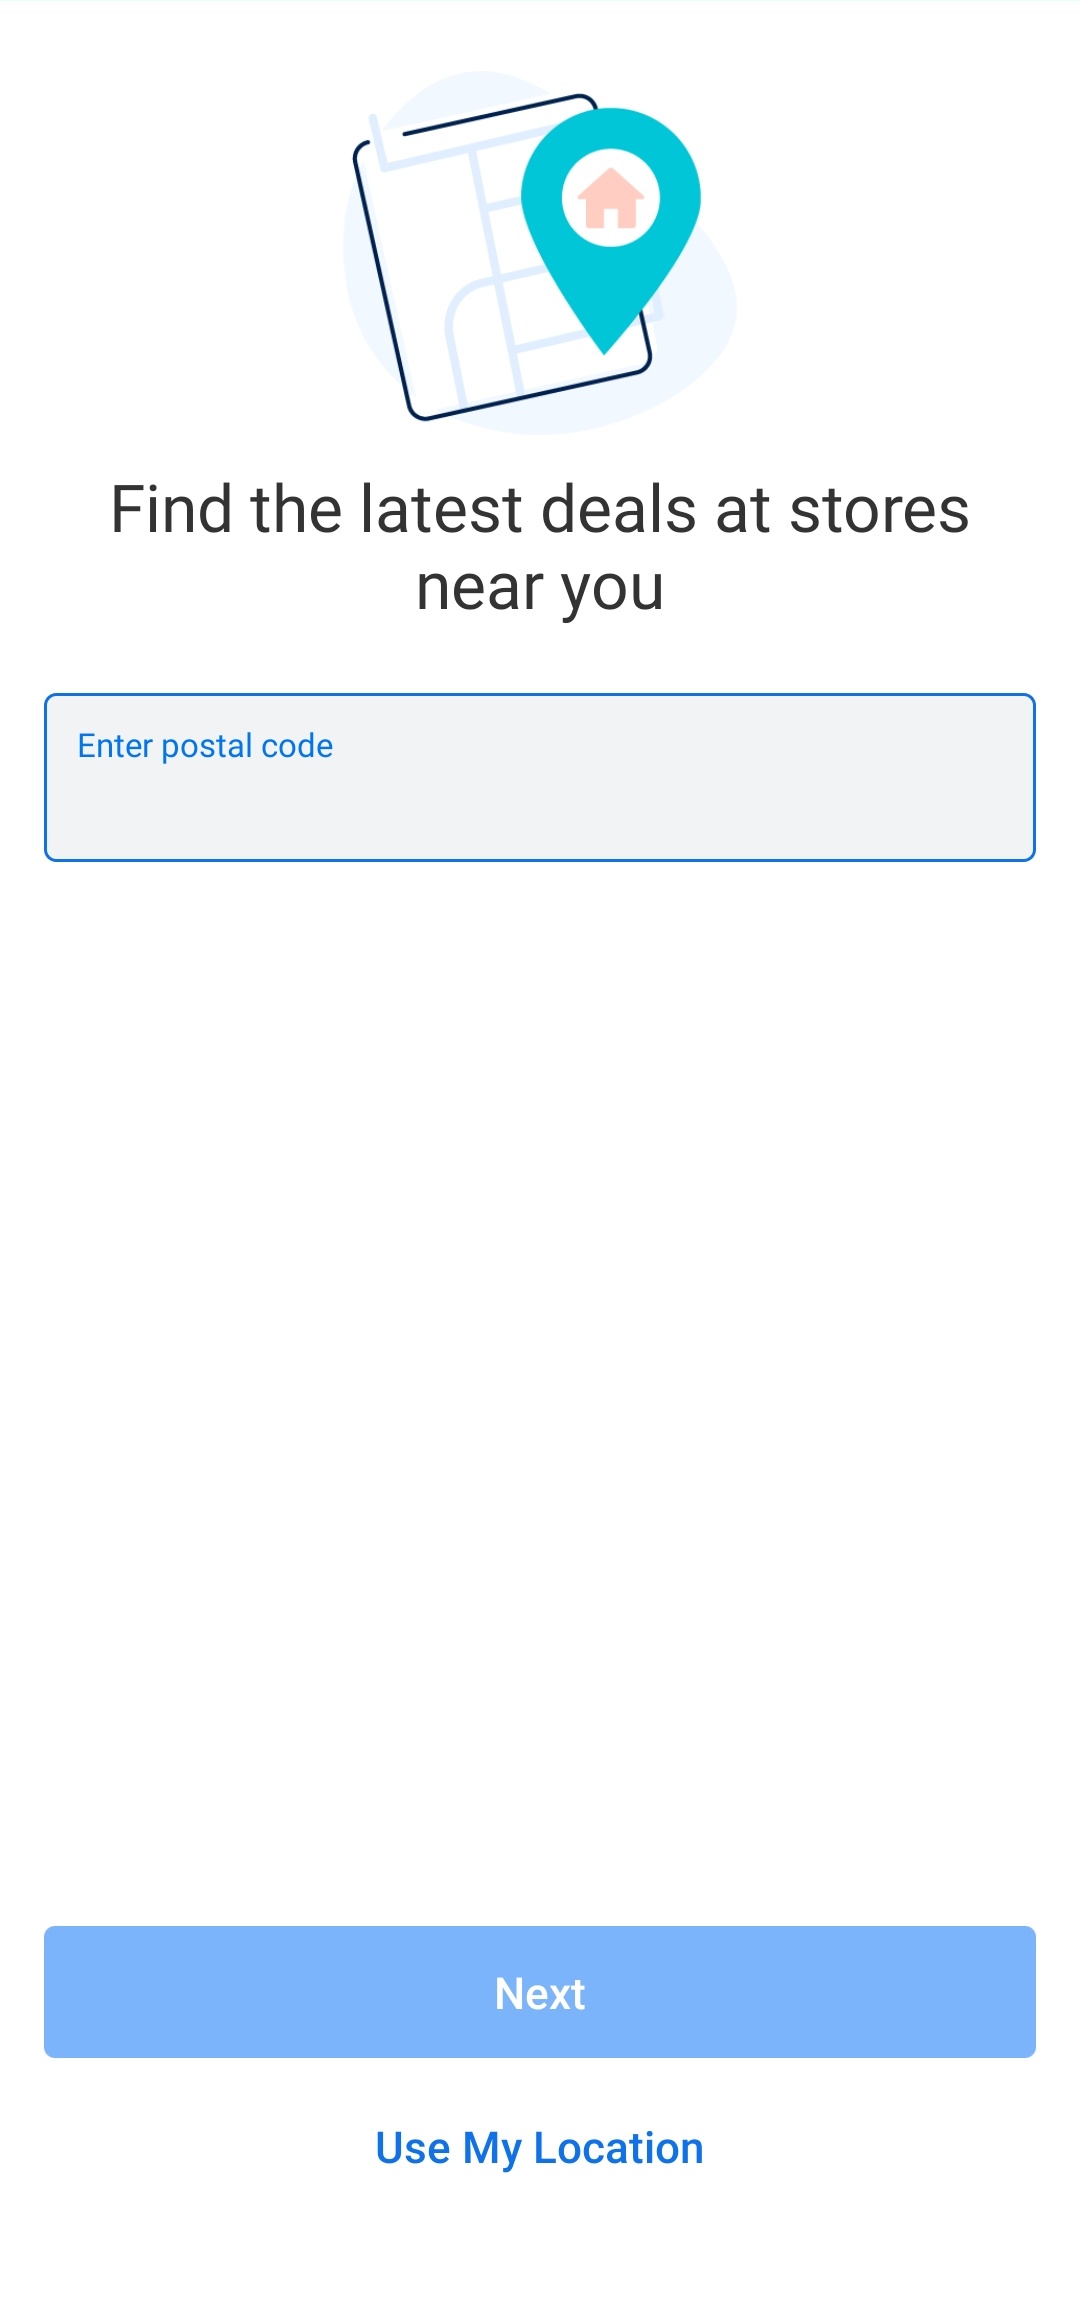 Find the latest deals at stores
near you
Enter postal code
Next
Use My Location